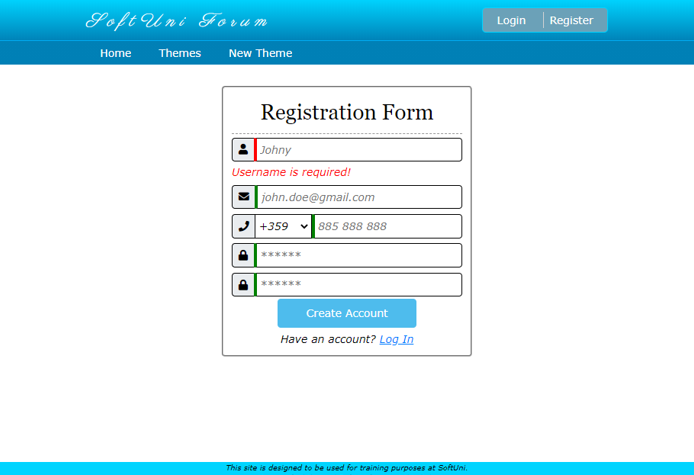 SoftUni Forum
Login Register
Home Themes New Theme
Registration Form
Johny
Username is required!
john.doe@gmail.com
+359 885 888 888
******
******
Create Account
Have an account? Log In
This site is designed to be used for training purposes at SoftUni.